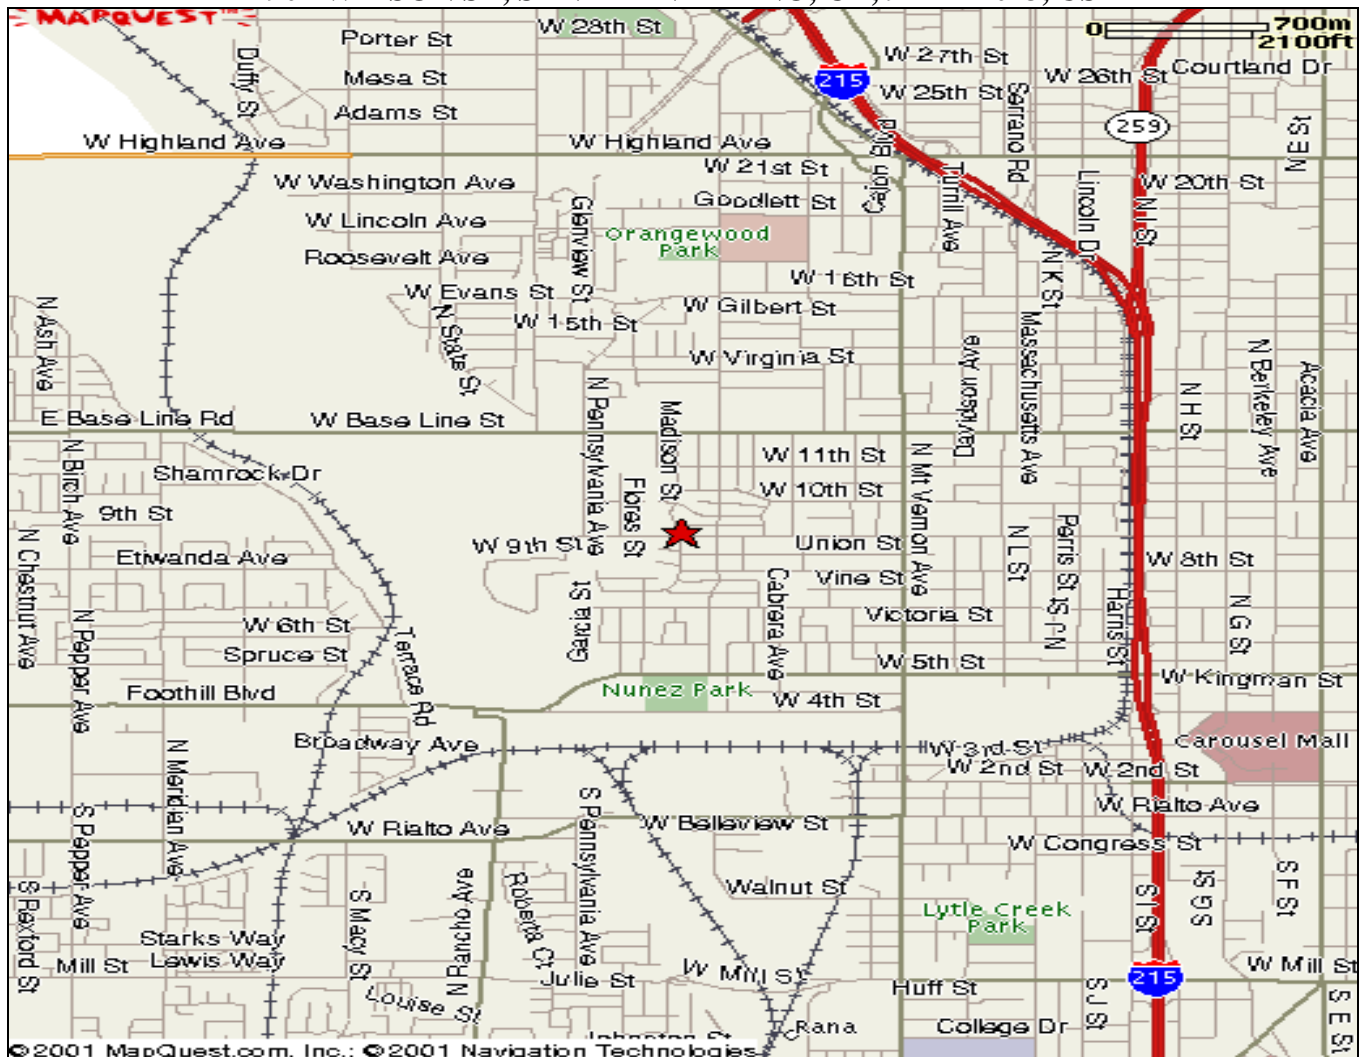 MAPQUEST
0 700m
2100ft
W 28th St
Porter St
Duffy St
W 27th St
W 26th St
Courtland Dr
Mesa St
215
W 25th St
Serrano Rd
Adams St
259
W Highland Ave
W Highland Ave
W 21st St
W Washington Ave
Goodlett St
W 20th St
Tunnill Ave
Lincoln Dr
N I St
N E St
W Lincoln Ave
Glenview St
Orangewood
Park
Roosevelt Ave
W 16th St
N K St
W Evans St
W Gilbert St
W 15th St
N Ash Ave
N State St
W Virginia St
Davidson Ave
Massachusetts Ave
N Berkeley Ave
Acacia Ave
N H St
E Base Line Rd
W Base Line St
N Pennsylvania Ave
Madison St
W 11th St
Shamrock Dr
W 10th St
N Birch Ave
9th St
Flores St
N Mt Vernon Ave
W 9th St
Union St
N L St
Perris St
W 8th St
Etiwanda Ave
N Chestnut Ave
Vine St
Garcia St
Cabrera Ave
Victoria St
N J St
Harris St
N G St
W 6th St
N Pepper Ave
Terrace Rd
Spruce St
W 5th St
W Kingman St
Foothill Blvd
Nunez Park
W 4th St
Broadway Ave
W 3rd St
Carousel Mall
N Meridian Ave
W 2nd St
W 2nd St
W Rialto Ave
S Pepper Ave
W Rialto Ave
S Pennsylvania Ave
W Belleview St
W Congress St
Walnut St
S Rexford St
S Macy St
N Rancho Ave
Roberta Ct
Lytle Creek
Park
S I St
S G St
S F St
Starks Way
Lewis Way
Mill St
W Mill St
W Mill St
Julie St
215
Louise St
Huff St
S J St
S E St
Johnston St
Rana
College Dr
©2001 MapQuest.com, Inc.; ©2001 Navigation Technologies